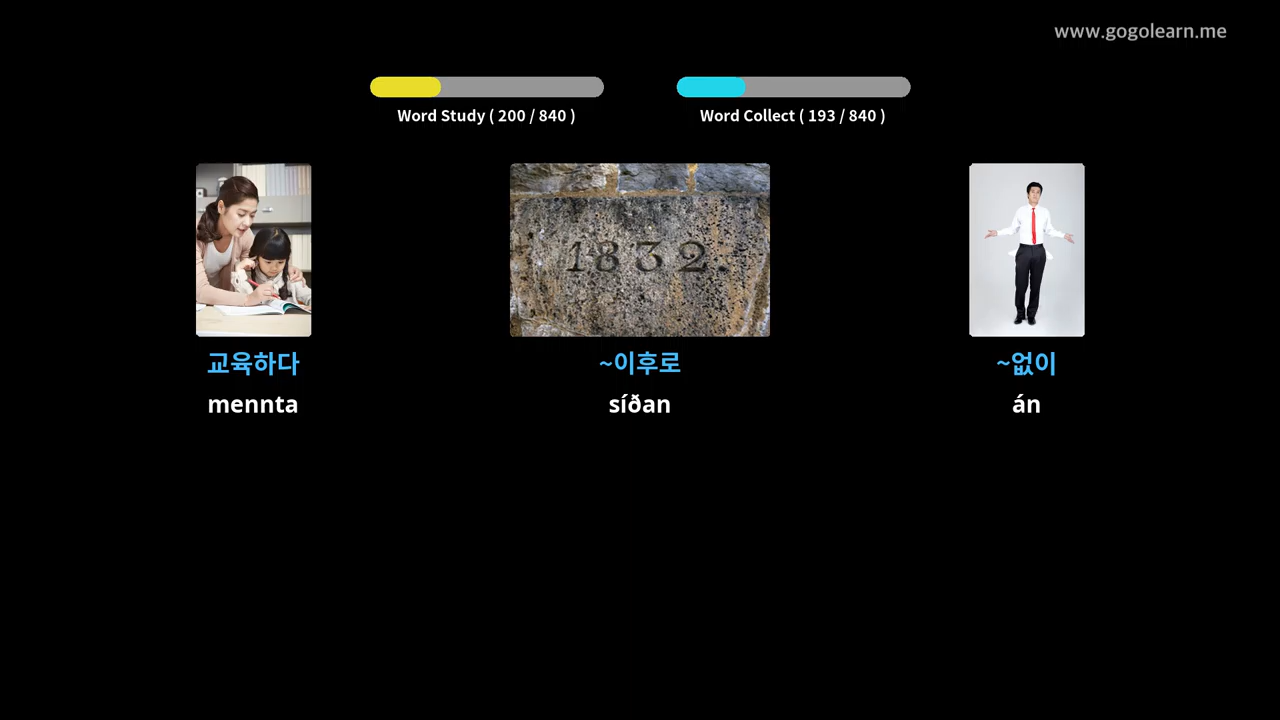 www.gogolearn.me
Word Study ( 200 / 840 )
Word Collect ( 193 / 840 )
1832.
교육하다
~이후로
~없이
mennta
síðan
án